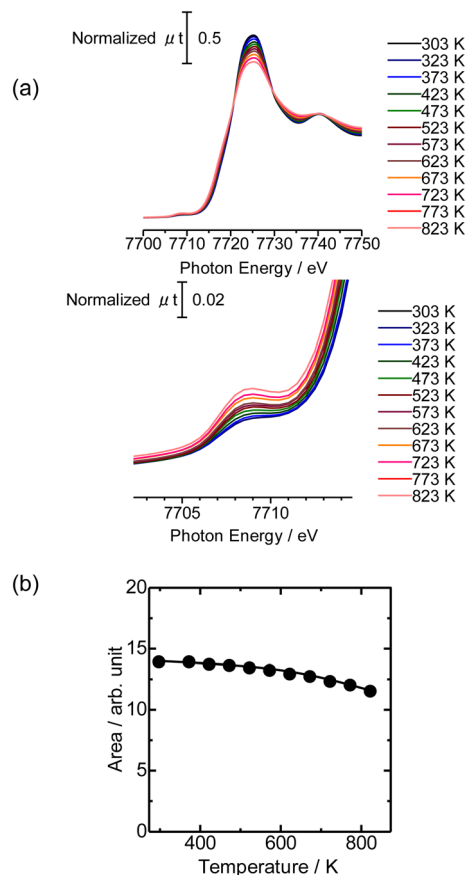 Normalized μt 0.5
(a)
303 K
323 K
373 K
423 K
473 K
523 K
573 K
623 K
673 K
723 K
773 K
823 K
7700 7710 7720 7730 7740 7750
Photon Energy / eV
Normalized μt 0.02
303 K
323 K
373 K
423 K
473 K
523 K
573 K
623 K
673 K
723 K
773 K
823 K
7705 7710
Photon Energy / eV
(b)
20
15
10
5
0
Area / arb. unit
400 600 800
Temperature / K